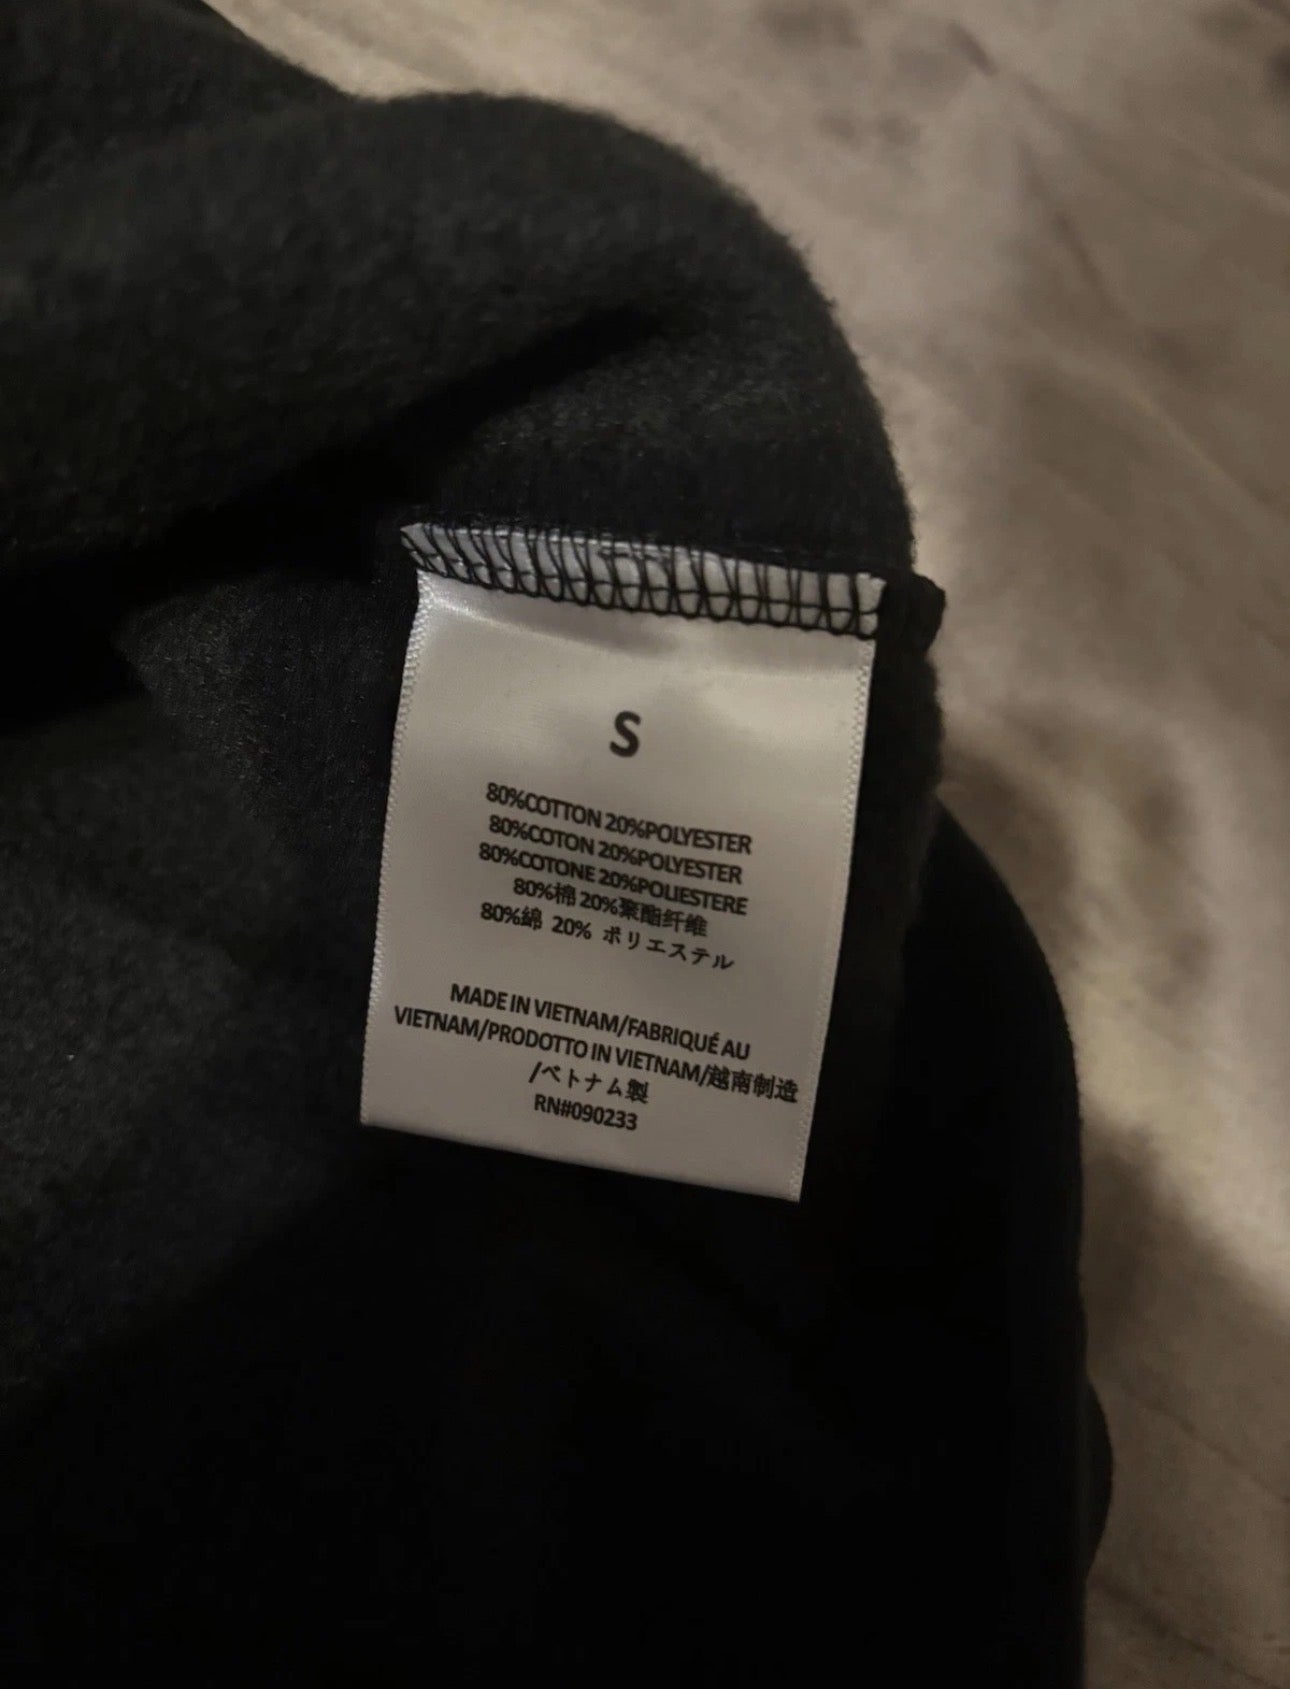 S
80%COTTON 20%POLYESTER
80%COTON 20%POLYESTER
80%COTONE 20%POLIESTERE
80%棉 20%聚酯纤维
80%綿 20% ポリエステル
MADE IN VIETNAM/FABRIQUÉ AU
VIETNAM/PRODOTTO IN VIETNAM/越南制造
/ベトナム製
RN#090233